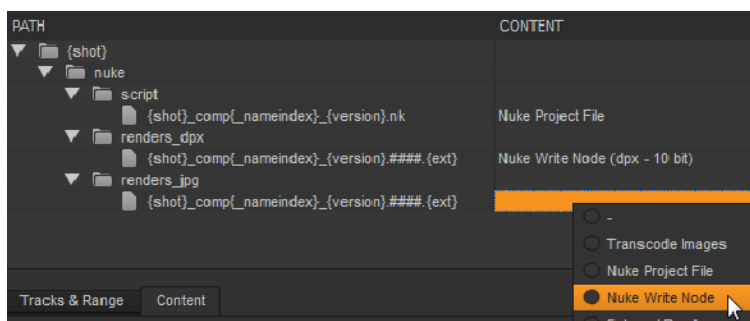 PATH CONTENT
{shot}
nuke
script
{shot}_comp{_nameindex}_{version}.nk Nuke Project File
renders_dpx
{shot}_comp{_nameindex}_{version}.####.{ext} Nuke Write Node (dpx - 10 bit)
renders_jpg
{shot}_comp{_nameindex}_{version}.####.{ext}
-
Transcode Images
Nuke Project File
Tracks & Range Content Nuke Write Node